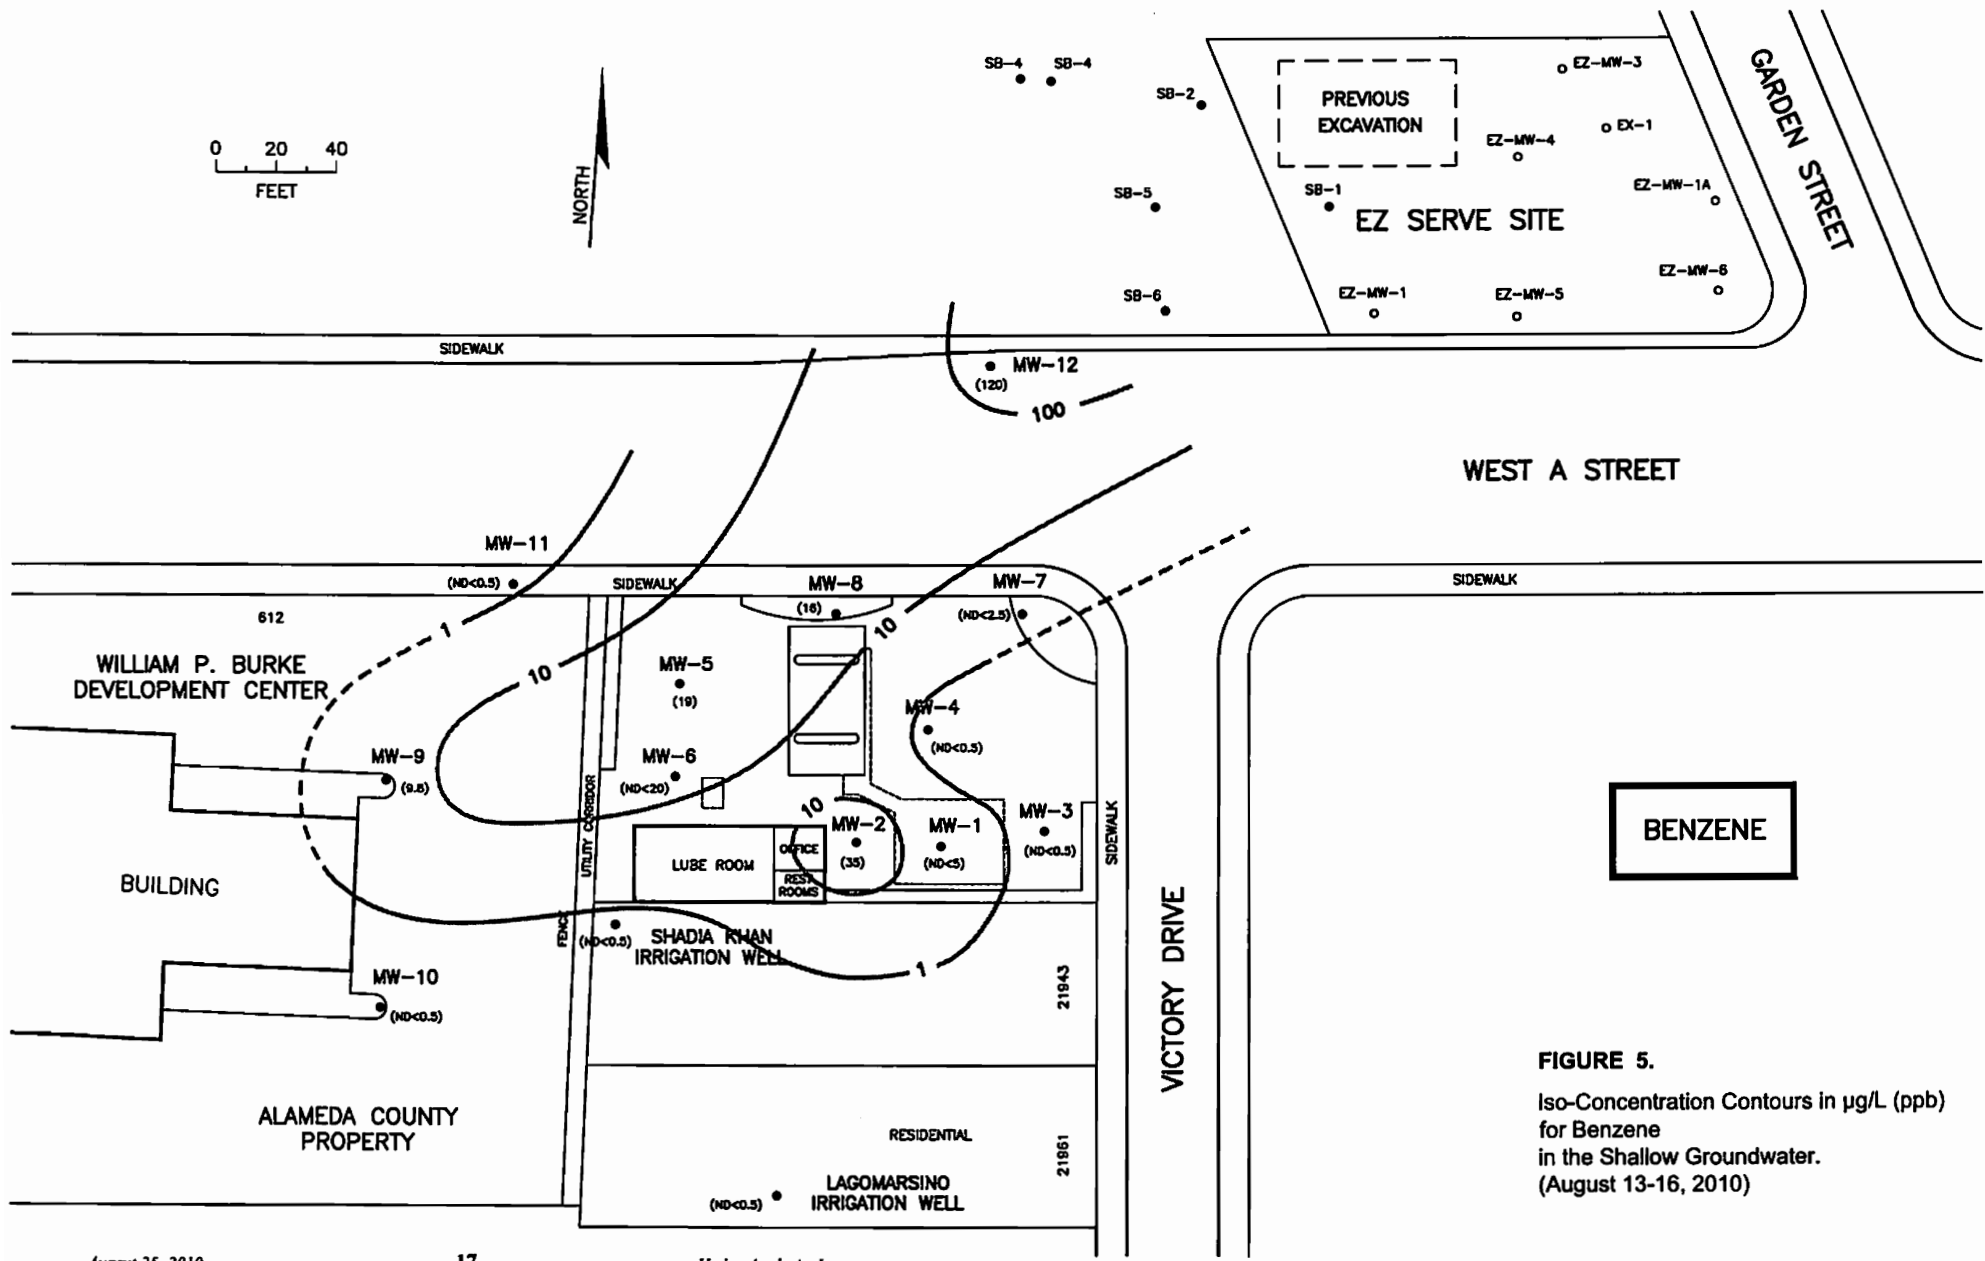 SB-4
SB-4
SB-2
PREVIOUS
EXCAVATION
EZ-MW-3
EX-1
EZ-MW-4
EZ-MW-1A
GARDEN STREET
0 20 40
FEET
NORTH
SB-5
SB-1
EZ SERVE SITE
EZ-MW-6
SB-6
EZ-MW-1
EZ-MW-5
SIDEWALK
MW-12
(120)
100
WEST A STREET
MW-11
(ND<0.5)
SIDEWALK
MW-8
(16)
MW-7
(ND<2.5)
SIDEWALK
612
1
10
WILLIAM P. BURKE
DEVELOPMENT CENTER
10
MW-5
(19)
MW-4
(ND<0.5)
MW-9
(9.8)
MW-6
(ND<20)
UTILITY CORRIDOR
10
MW-2
(35)
MW-1
(ND<5)
MW-3
(ND<0.5)
SIDEWALK
BENZENE
LUBE ROOM
OFFICE
REST
ROOMS
BUILDING
FENCE
(ND<0.5)
SHADIA KHAN
IRRIGATION WELL
1
MW-10
(ND<0.5)
21943
VICTORY DRIVE
ALAMEDA COUNTY
PROPERTY
RESIDENTIAL
21961
(ND<0.5)
LAGOMARSINO
IRRIGATION WELL
FIGURE 5.
Iso-Concentration Contours in µg/L (ppb)
for Benzene
in the Shallow Groundwater.
(August 13-16, 2010)
August 25, 2010
17